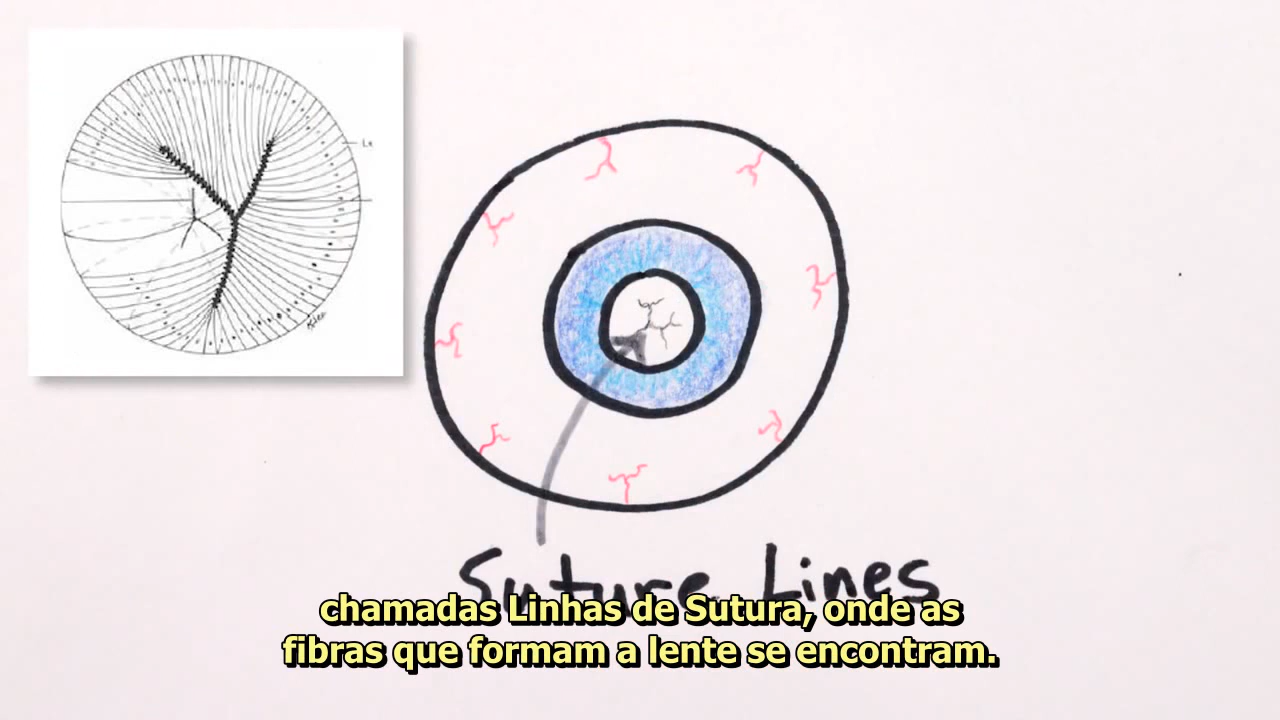 Suture Lines
chamadas Linhas de Sutura, onde as
fibras que formam a lente se encontram.